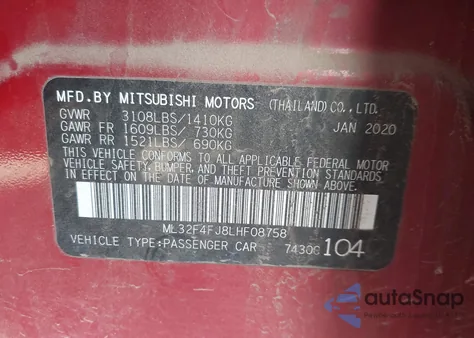 MFD.BY MITSUBISHI MOTORS (THAILAND) CO., LTD.
GVWR 3108LBS/1410KG JAN 2020
GAWR FR 1609LBS/ 730KG
GAWR RR 1521LBS/ 690KG
THIS VEHICLE CONFORMS TO ALL APPLICABLE FEDERAL MOTOR
VEHICLE SAFETY, BUMPER, AND THEFT PREVENTION
STANDARDS IN EFFECT ON THE DATE OF MANUFACTURE
SHOWN ABOVE.
ML32F4FJ8LHF08758
VEHICLE TYPE:PASSENGER CAR 7430G 104
autoSnap